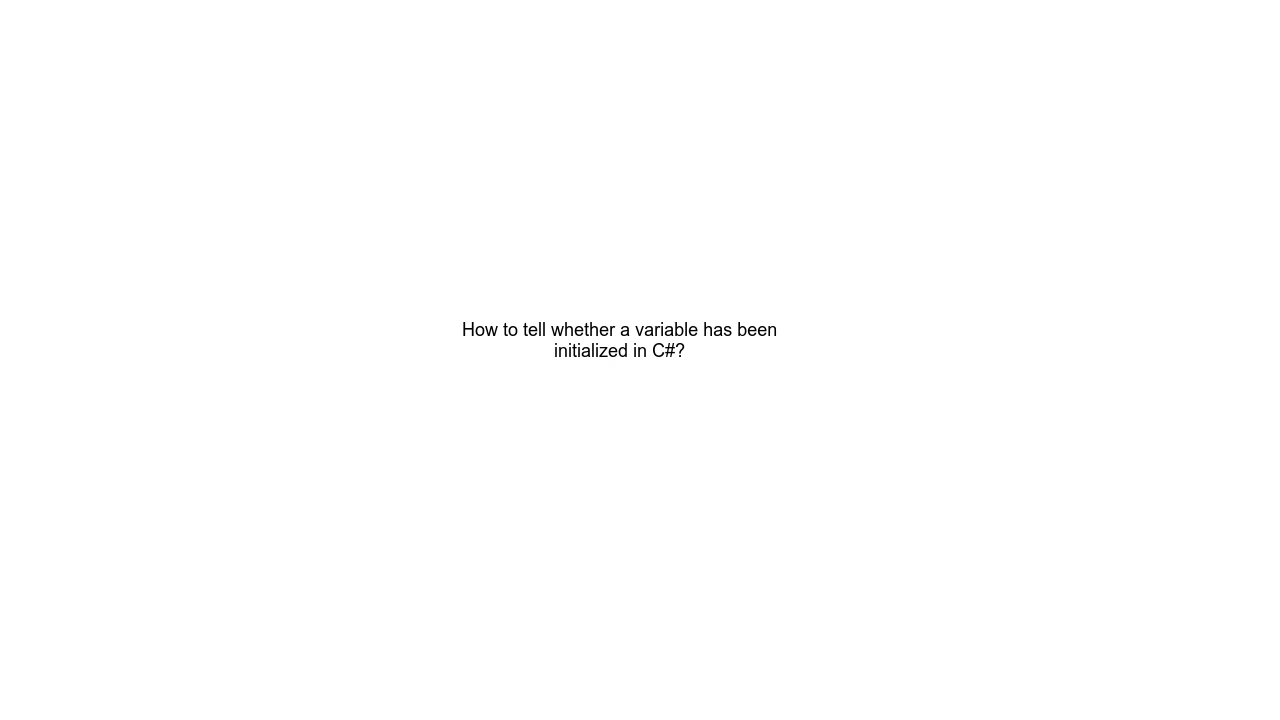 How to tell whether a variable has been
initialized in C#?